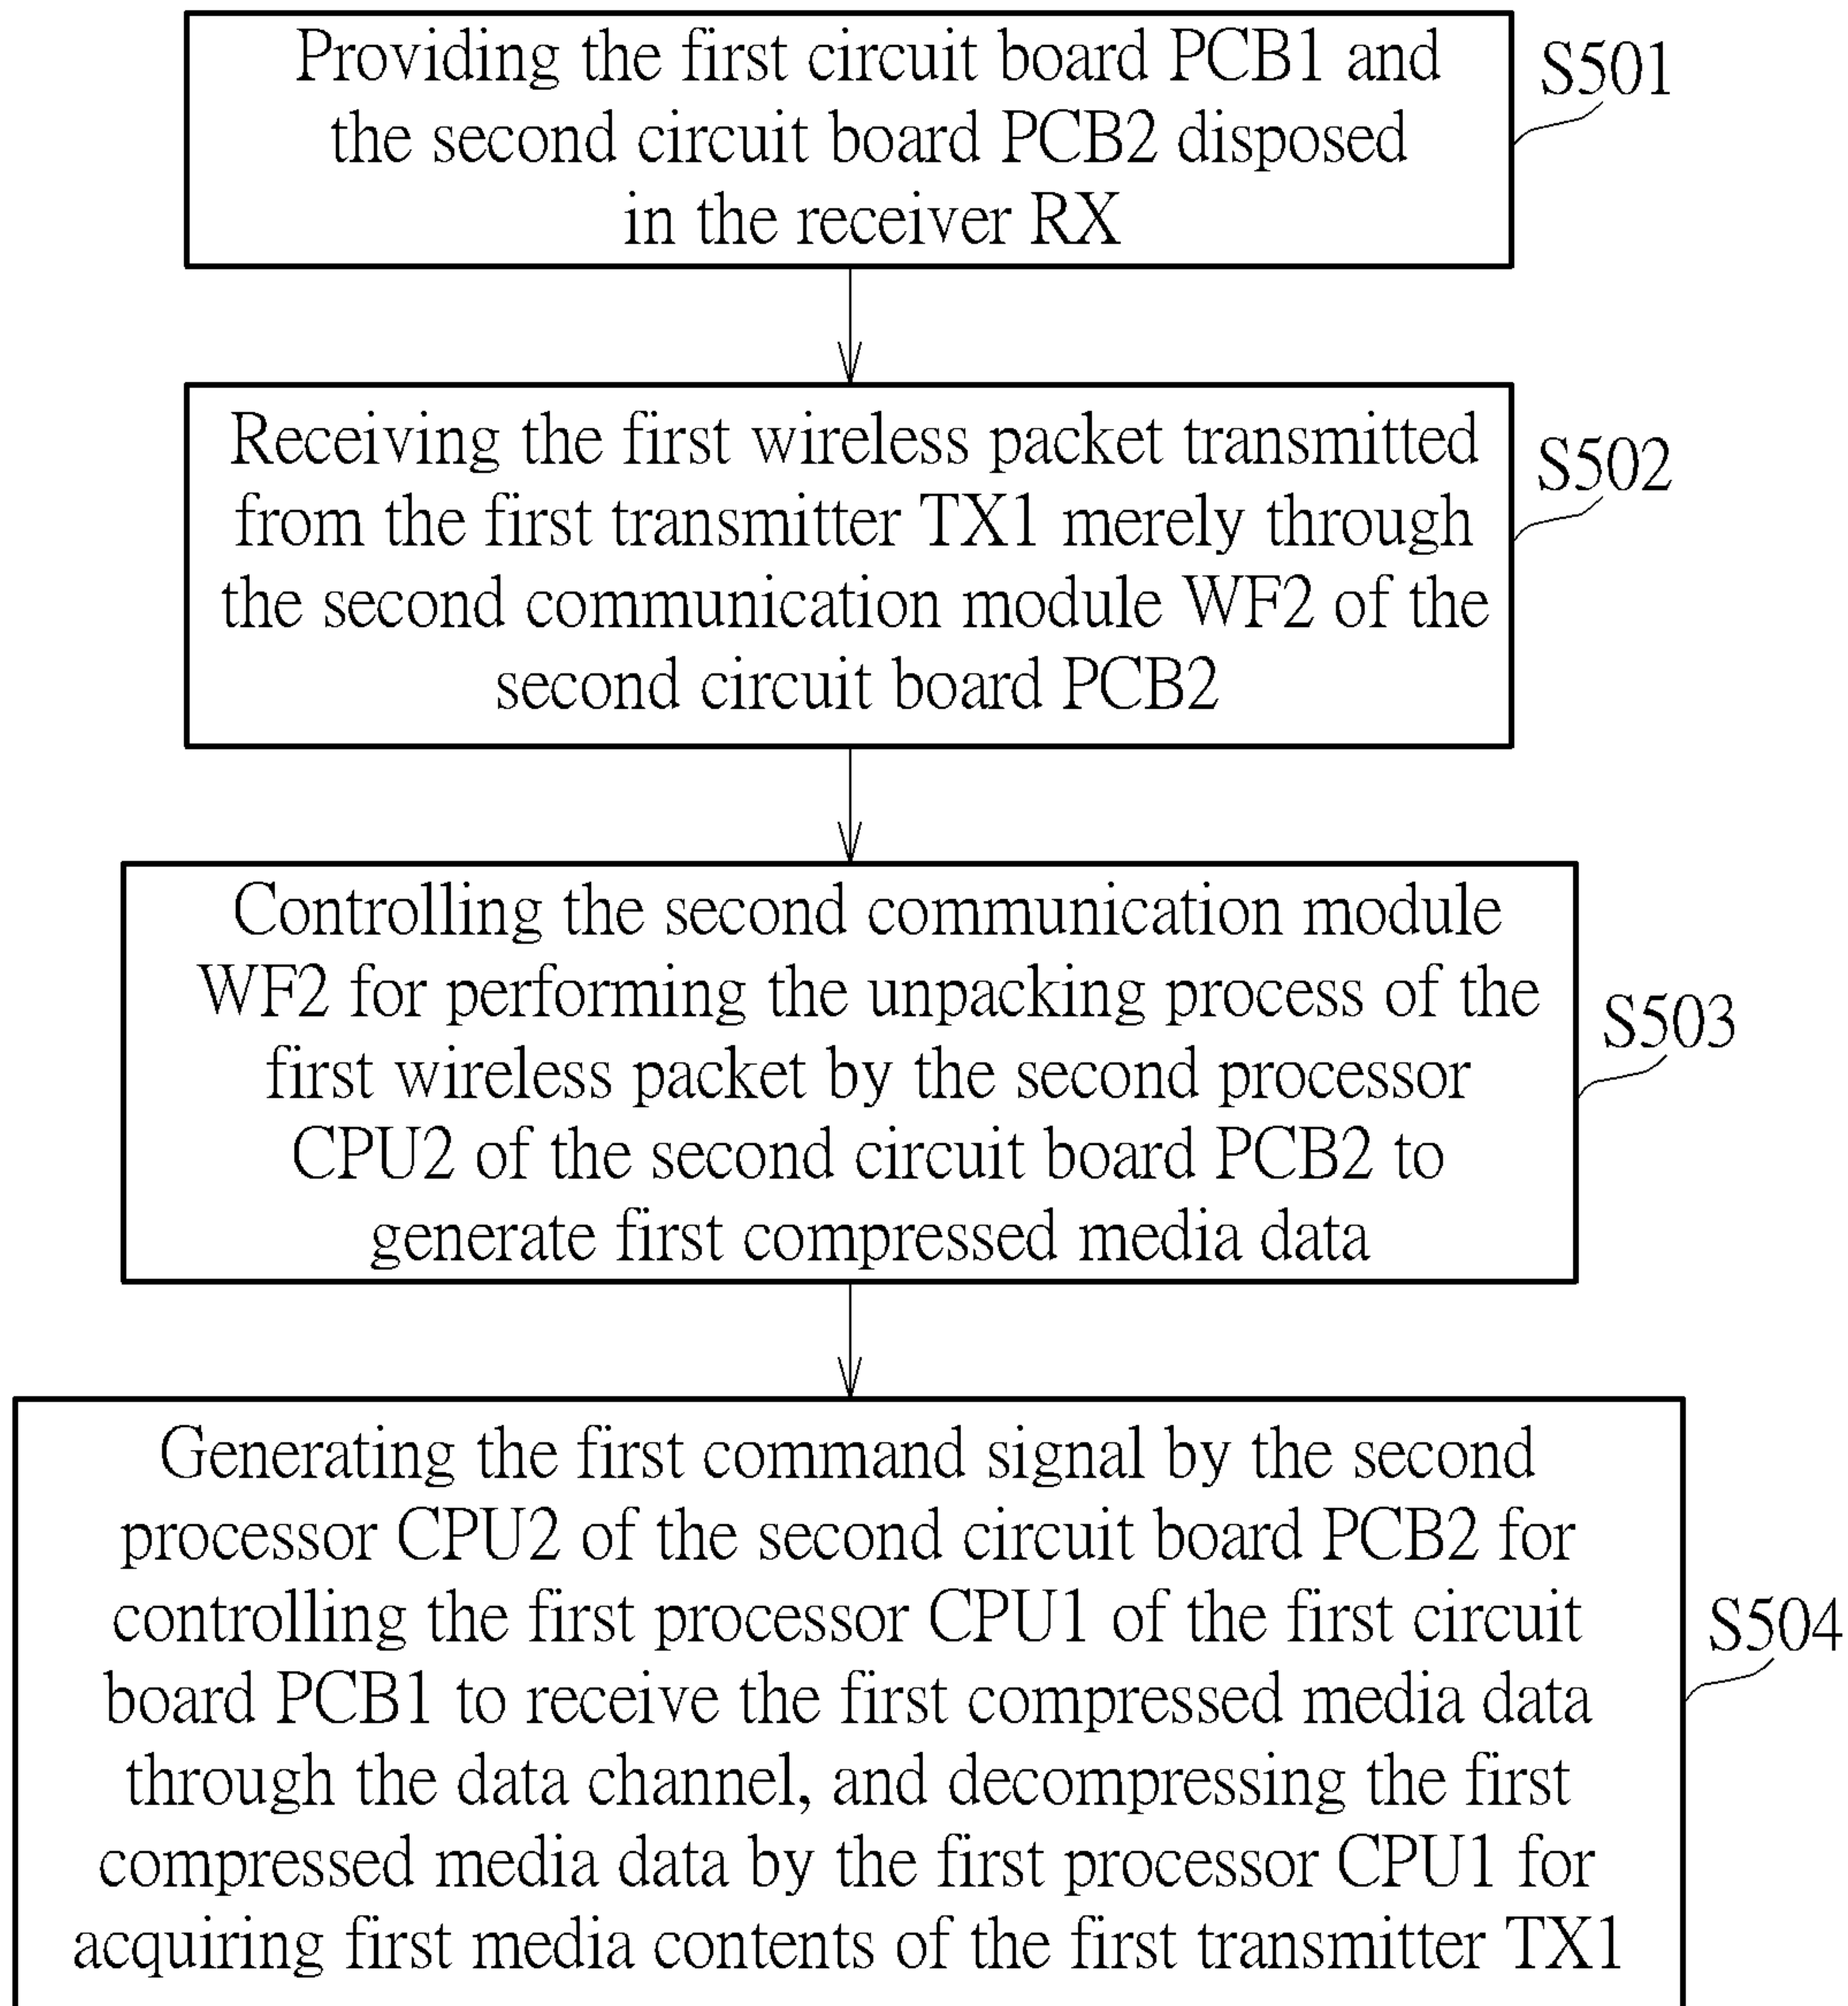 Providing the first circuit board PCB1 and
the second circuit board PCB2 disposed
in the receiver RX
S501
Receiving the first wireless packet transmitted
from the first transmitter TX1 merely through
the second communication module WF2 of the
second circuit board PCB2
S502
Controlling the second communication module
WF2 for performing the unpacking process of the
first wireless packet by the second processor
CPU2 of the second circuit board PCB2 to
generate first compressed media data
S503
Generating the first command signal by the second
processor CPU2 of the second circuit board PCB2 for
controlling the first processor CPU1 of the first circuit
board PCB1 to receive the first compressed media data
through the data channel, and decompressing the first
compressed media data by the first processor CPU1 for
acquiring first media contents of the first transmitter TX1
S504